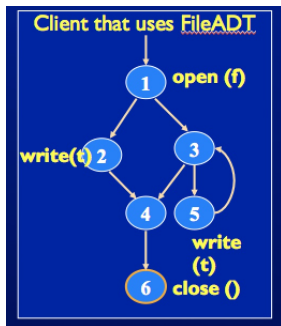 Client that uses FileADT
1 open (f)
write(t) 2 3
4 5
write
(t)
6 close ()